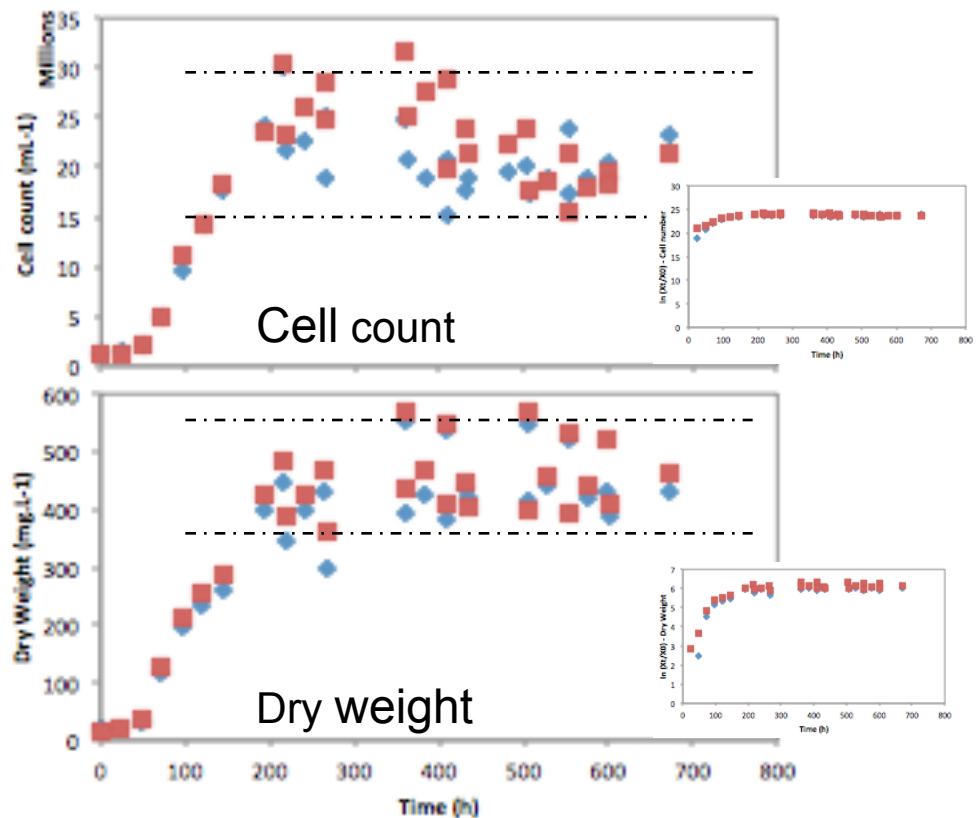 Millions
Cell count (mL-1)
35
30
25
20
15
10
5
0
Cell count
ln (Xt/X0) - Cell number
30
25
20
15
10
5
0
0 100 200 300 400 500 600 700 800
Time (h)
Dry Weight (mg.L-1)
600
500
400
300
200
100
0
Dry weight
0 100 200 300 400 500 600 700 800
Time (h)
ln (Xt/X0) - Dry Weight
7
6
5
4
3
2
1
0
0 100 200 300 400 500 600 700 800
Time (h)